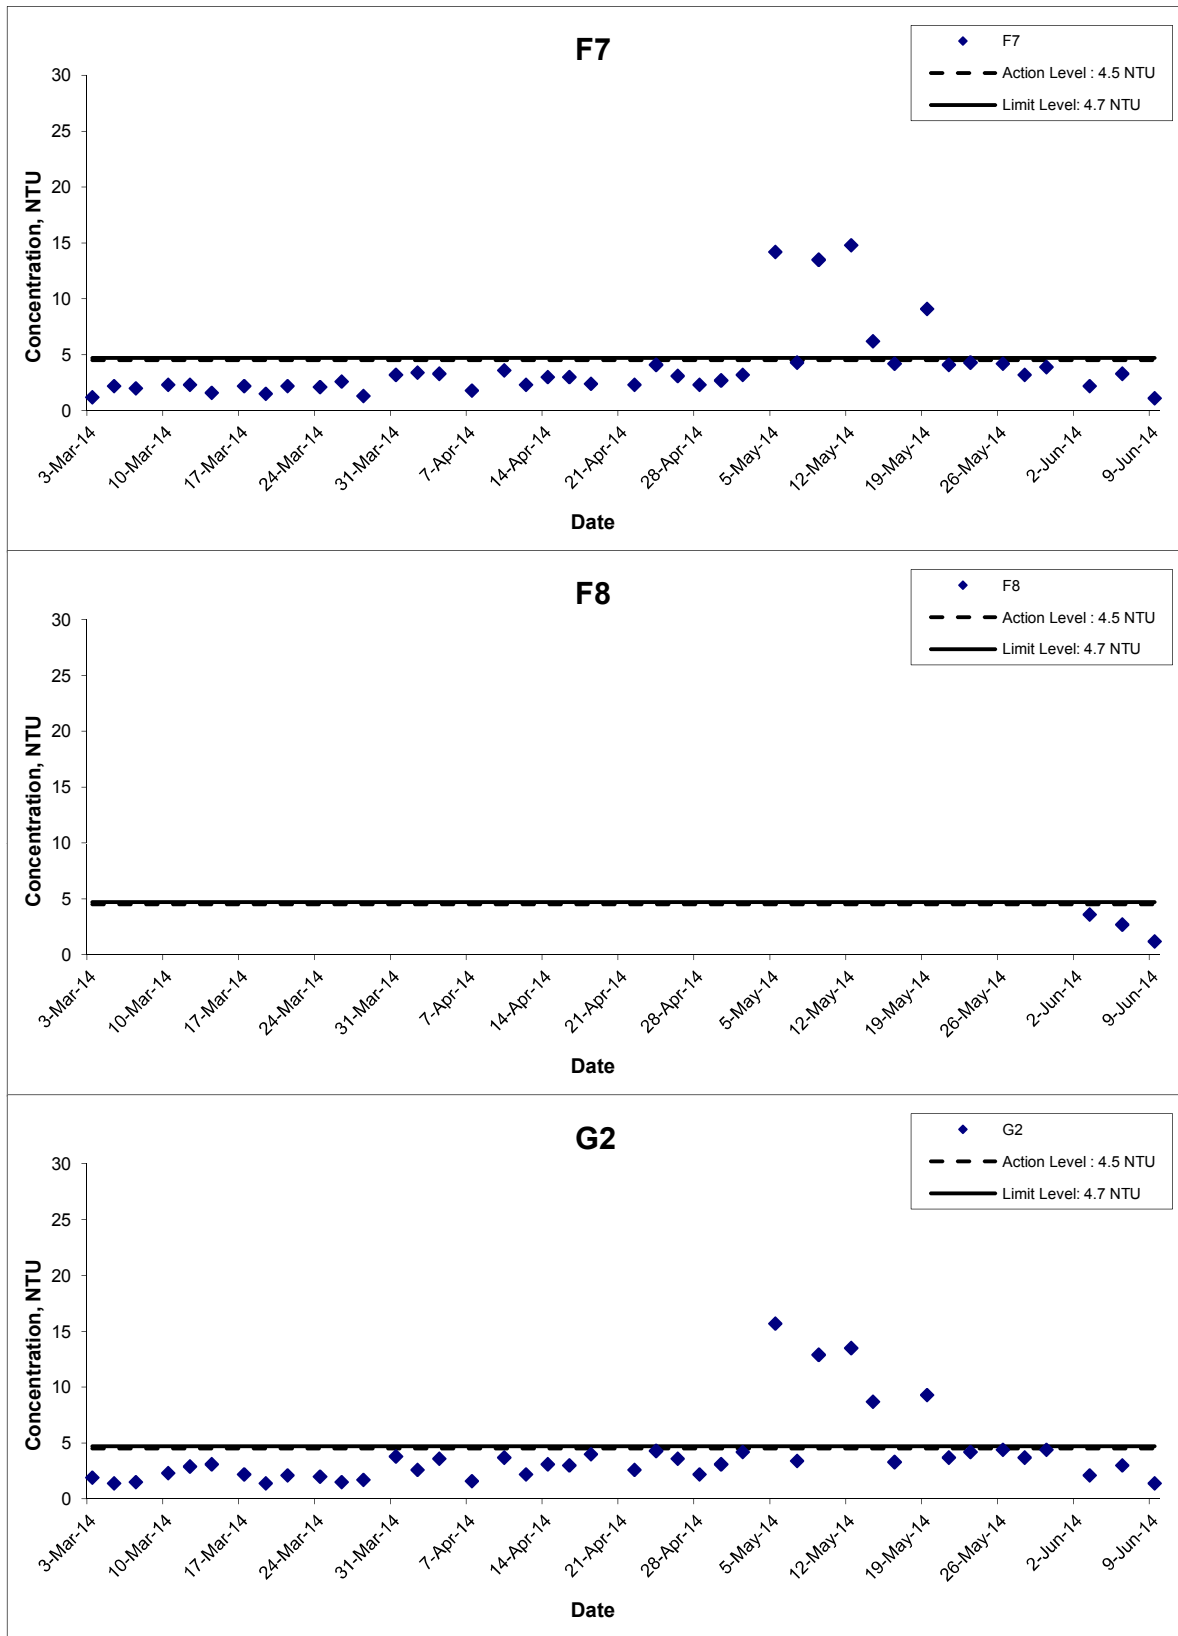 F7
F7
Action Level : 4.5 NTU
Limit Level: 4.7 NTU
Concentration, NTU
30
25
20
15
10
5
0
3-Mar-14
10-Mar-14
17-Mar-14
24-Mar-14
31-Mar-14
7-Apr-14
14-Apr-14
21-Apr-14
28-Apr-14
5-May-14
12-May-14
19-May-14
26-May-14
2-Jun-14
9-Jun-14
Date
F8
F8
Action Level : 4.5 NTU
Limit Level: 4.7 NTU
Concentration, NTU
30
25
20
15
10
5
0
3-Mar-14
10-Mar-14
17-Mar-14
24-Mar-14
31-Mar-14
7-Apr-14
14-Apr-14
21-Apr-14
28-Apr-14
5-May-14
12-May-14
19-May-14
26-May-14
2-Jun-14
9-Jun-14
Date
G2
G2
Action Level : 4.5 NTU
Limit Level: 4.7 NTU
Concentration, NTU
30
25
20
15
10
5
0
3-Mar-14
10-Mar-14
17-Mar-14
24-Mar-14
31-Mar-14
7-Apr-14
14-Apr-14
21-Apr-14
28-Apr-14
5-May-14
12-May-14
19-May-14
26-May-14
2-Jun-14
9-Jun-14
Date